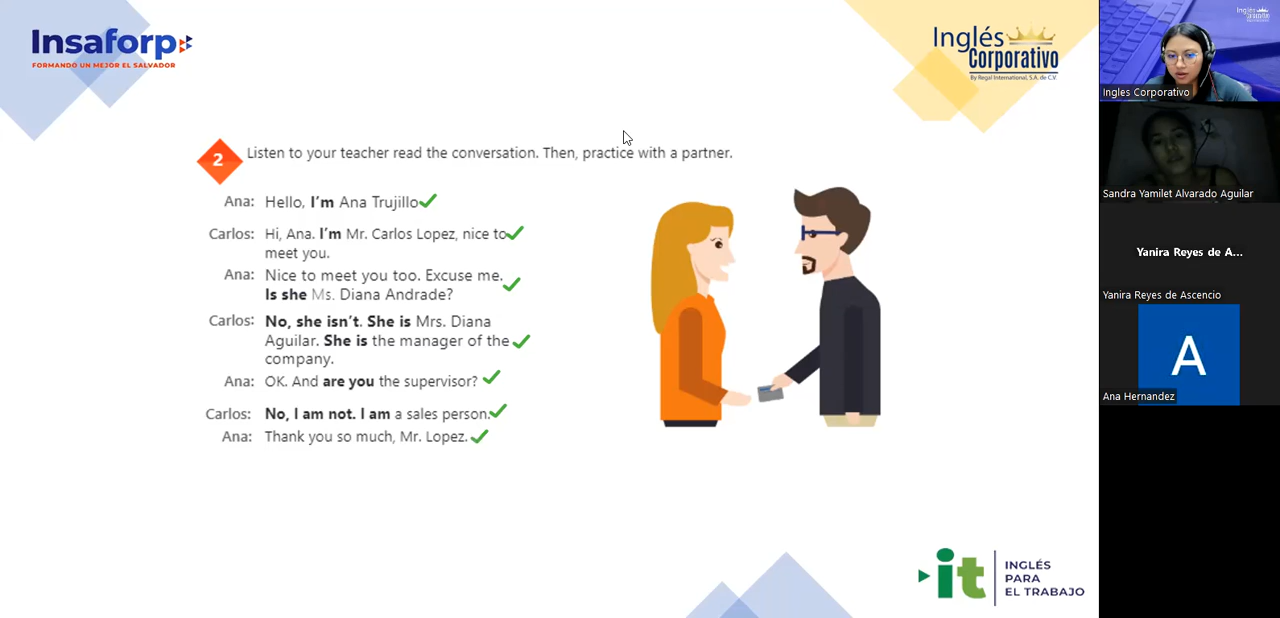 Insaforp
FORMANDO UN MEJOR EL SALVADOR
Inglés
Corporativo
By Regal International, S.A. de C.V.
2
Listen to your teacher read the conversation. Then, practice with a partner.
Ana: Hello, I'm Ana Trujillo
Carlos: Hi, Ana. I'm Mr. Carlos Lopez, nice to
meet you.
Ana: Nice to meet you too. Excuse me.
Is she Ms. Diana Andrade?
Carlos: No, she isn't. She is Mrs. Diana
Aguilar. She is the manager of the
company.
Ana: OK. And are you the supervisor?
Carlos: No, I am not. I am a sales person.
Ana: Thank you so much, Mr. Lopez.
it
INGLÉS
PARA
EL TRABAJO
Inglés
Corporativo
Ingles Corporativo
Sandra Yamilet Alvarado Aguilar
Yanira Reyes de A...
Yanira Reyes de Ascencio
A
Ana Hernandez